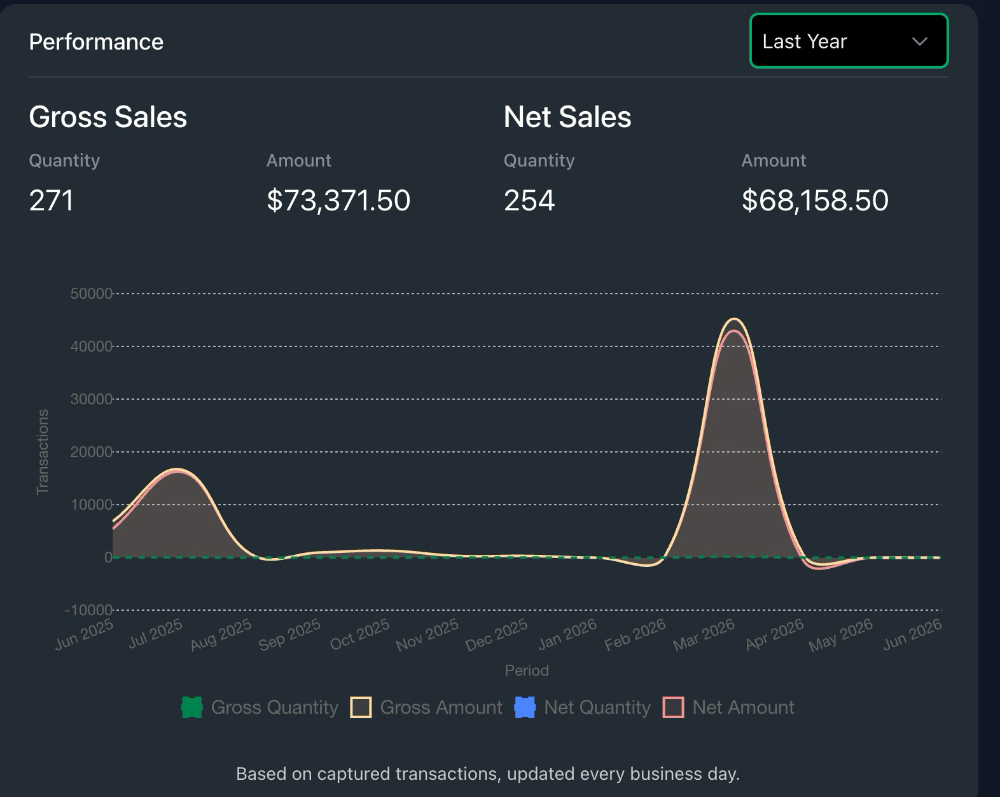 Performance
Last Year
Gross Sales
Net Sales
Quantity
Amount
Quantity
Amount
271
$73,371.50
254
$68,158.50
50000
40000
30000
20000
10000
0
-10000
Transactions
Jun 2025
Jul 2025
Aug 2025
Sep 2025
Oct 2025
Nov 2025
Dec 2025
Jan 2026
Feb 2026
Mar 2026
Apr 2026
May 2026
Jun 2026
Period
Gross Quantity
Gross Amount
Net Quantity
Net Amount
Based on captured transactions, updated every business day.